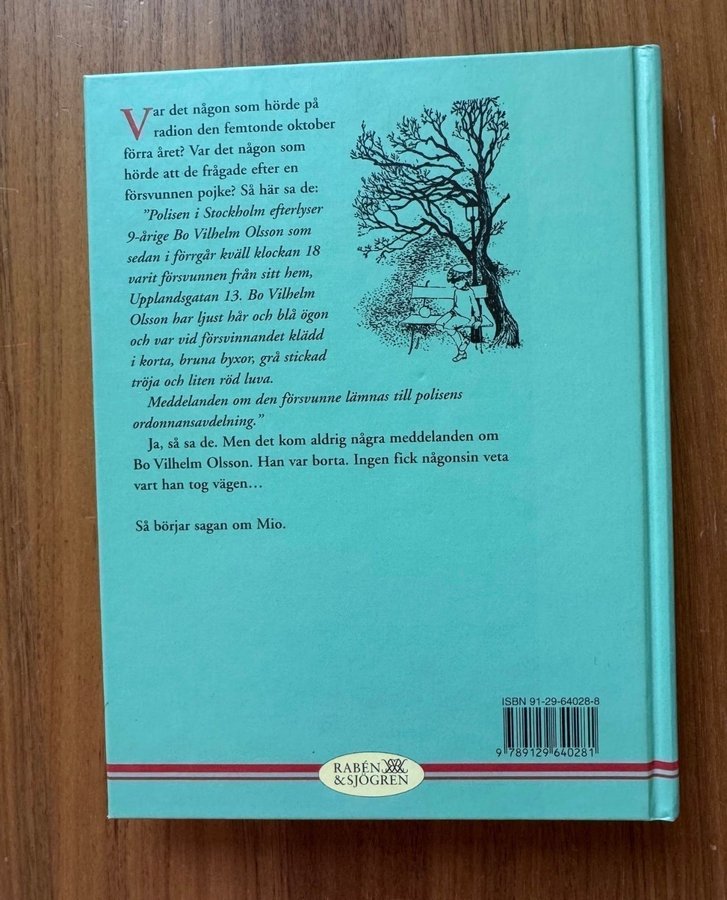 Var det någon som hörde på
radion den femtonde oktober
förra året? Var det någon som
hörde att de frågade efter en
försvunnen pojke? Så här sa de:
”Polisen i Stockholm efterlyser
9-årige Bo Vilhelm Olsson som
sedan i förrgår kväll klockan 18
varit försvunnen från sitt hem,
Upplandsgatan 13. Bo Vilhelm
Olsson har ljust hår och blå ögon
och var vid försvinnandet klädd
i korta, bruna byxor, grå stickad
tröja och liten röd luva.
Meddelanden om den försvunne lämnas till polisens
ordonnansavdelning.”
Ja, så sa de. Men det kom aldrig några meddelanden om
Bo Vilhelm Olsson. Han var borta. Ingen fick någonsin veta
vart han tog vägen…
Så börjar sagan om Mio.
ISBN 91-29-64028-8
9 789129 640281
RABÉN
&SJÖGREN